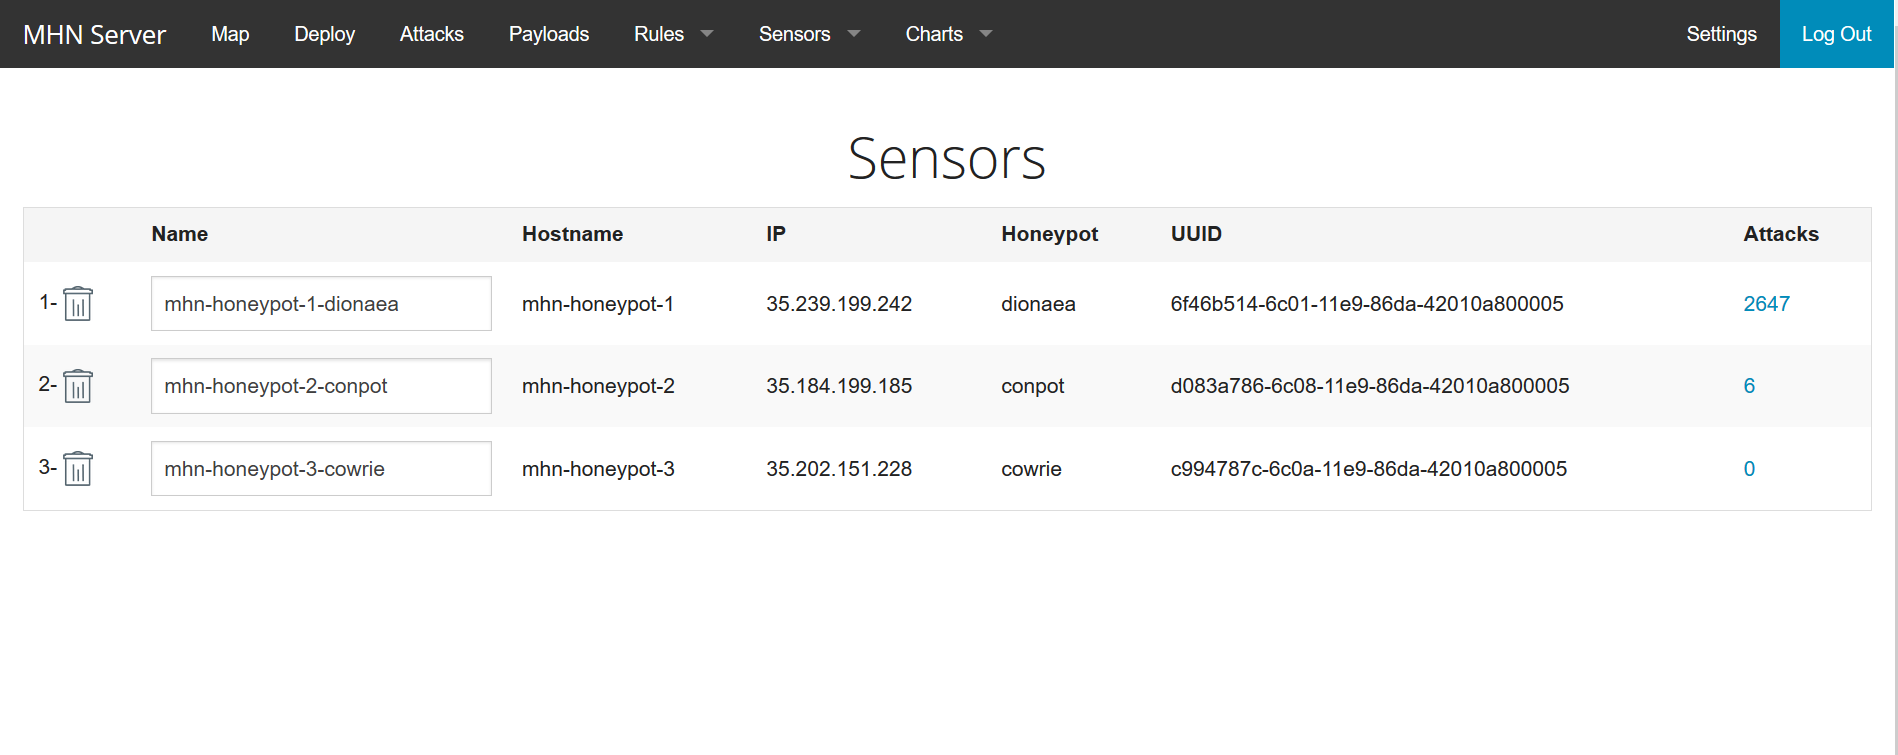 MHN Server Map Deploy Attacks Payloads Rules Sensors Charts Settings Log Out
Sensors
Name Hostname IP Honeypot UUID Attacks
1- mhn-honeypot-1-dionaea mhn-honeypot-1 35.239.199.242 dionaea 6f46b514-6c01-11e9-86da-42010a800005 2647
2- mhn-honeypot-2-conpot mhn-honeypot-2 35.184.199.185 conpot d083a786-6c08-11e9-86da-42010a800005 6
3- mhn-honeypot-3-cowrie mhn-honeypot-3 35.202.151.228 cowrie c994787c-6c0a-11e9-86da-42010a800005 0